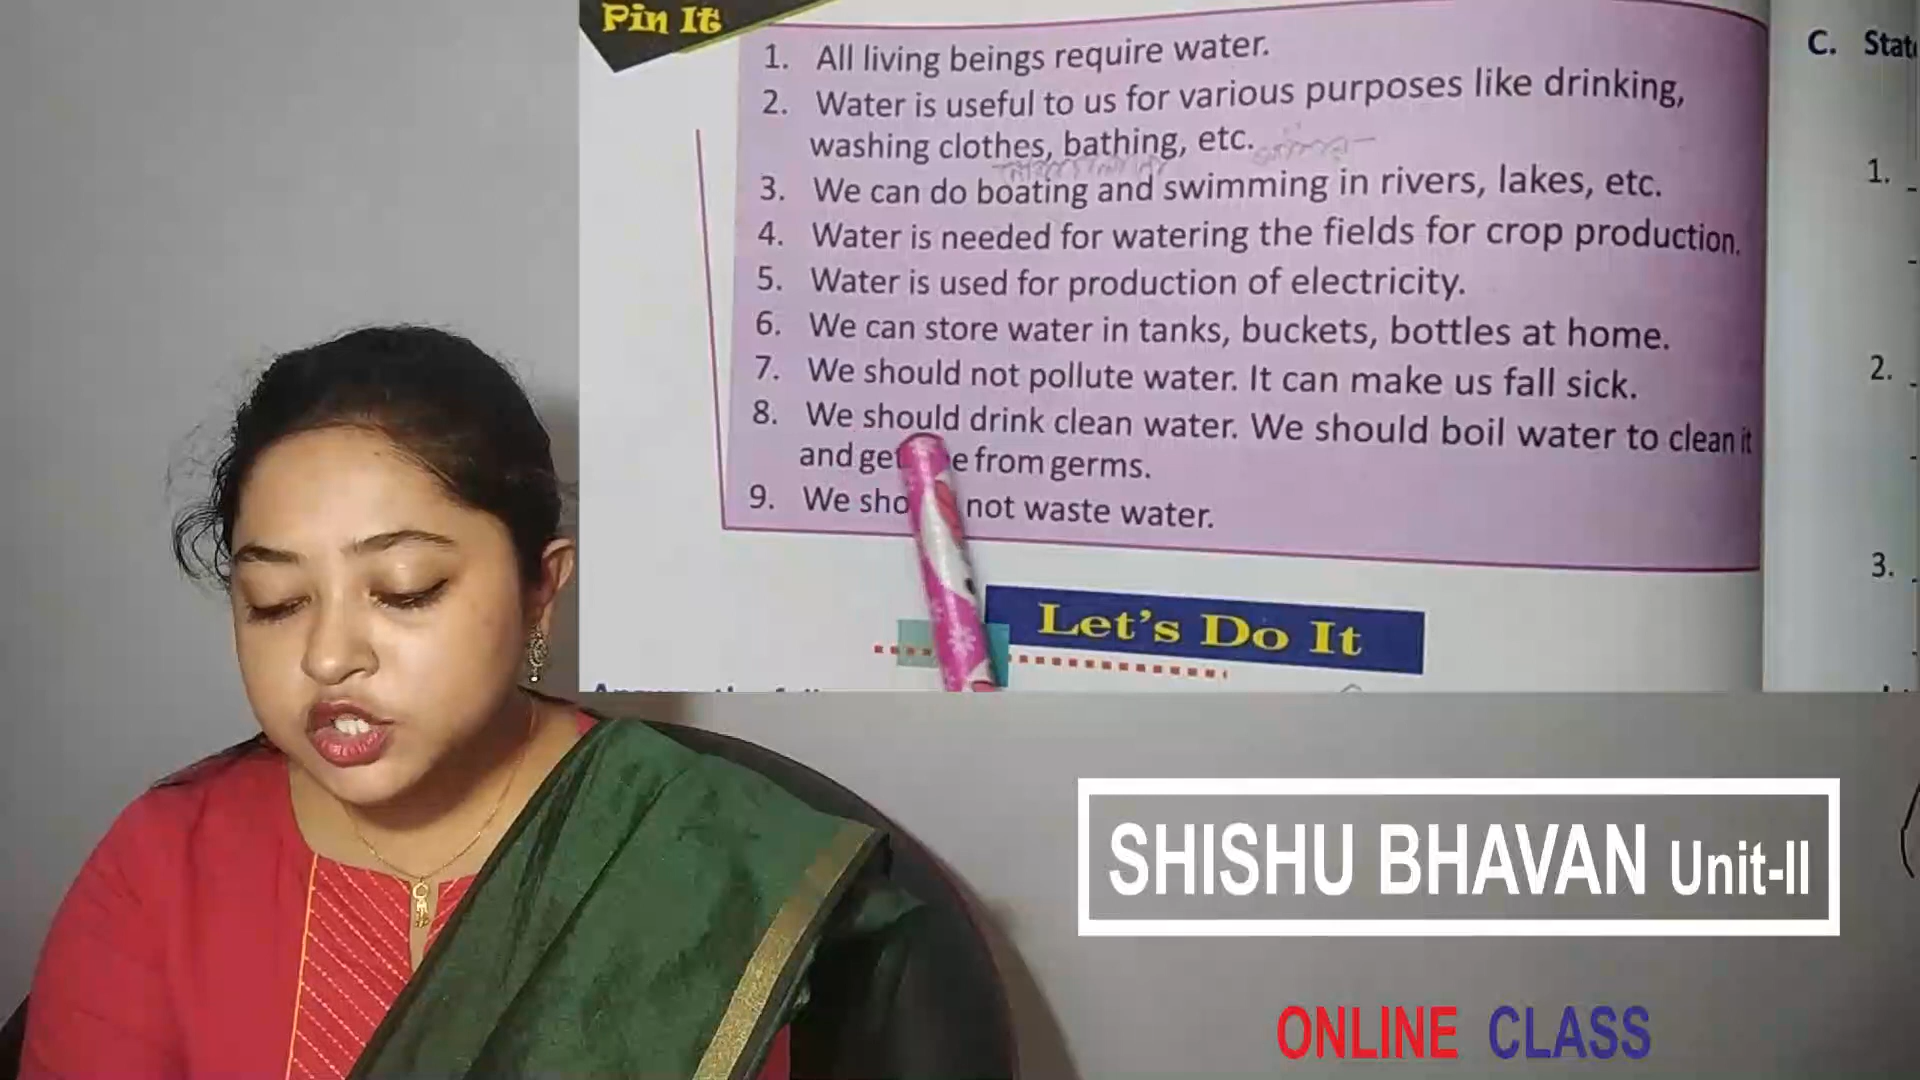 Pin It
1. All living beings require water.
2. Water is useful to us for various purposes like drinking,
washing clothes, bathing, etc.
3. We can do boating and swimming in rivers, lakes, etc.
4. Water is needed for watering the fields for crop production.
5. Water is used for production of electricity.
6. We can store water in tanks, buckets, bottles at home.
7. We should not pollute water. It can make us fall sick.
8. We should drink clean water. We should boil water to clean it
and get from germs.
9. We not waste water.
Let's Do It
C.
1.
2.
3.
SHISHU BHAVAN Unit-II
ONLINE CLASS